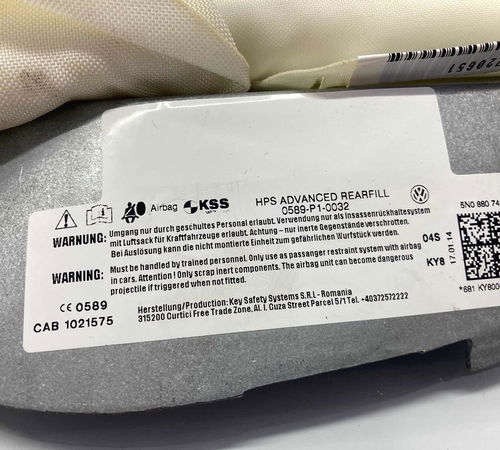 720651
Airbag KSS
HPS ADVANCED REARFILL
0589-P1-0032
WARNUNG: Umgang nur durch geschultes Personal erlaubt. Verwendung nur als Insassenrückhaltesystem
mit Luftsack für Kraftfahrzeuge erlaubt. Achtung - nur inerte Gegenstände verschrotten.
Bei Auslösung kann die nicht montierte Einheit zum gefährlichen Wurfstück werden.
WARNING: Must be handled by trained personnel. Only use as passenger restraint system with airbag
in cars. Attention ! Only scrap inert components. The airbag unit can become dangerous
projectile if triggered when not fitted.
04S
KY8
17.01.14
5N0 880 74
*681 KY800
CE 0589
CAB 1021575
Herstellung/Production: Key Safety Systems S.R.L - Romania
315200 Curtici Free Trade Zone, Al. I. Cuza Street Parcel 5/1 Tel. +40372572222